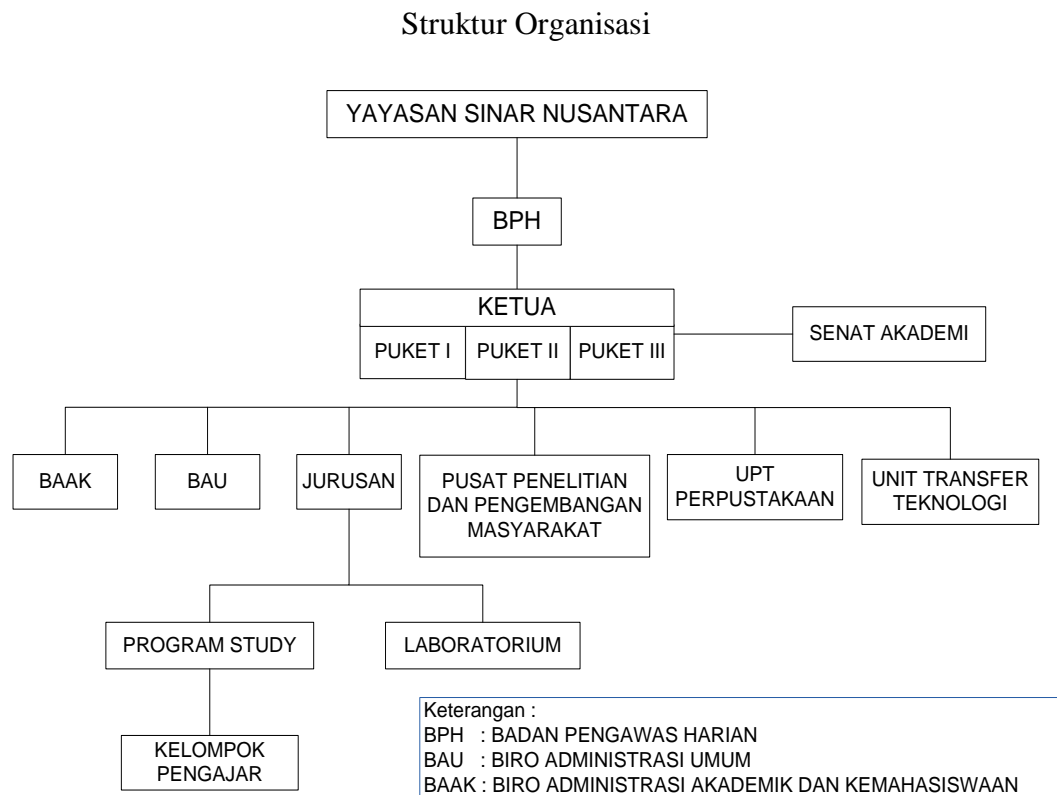 Struktur Organisasi
YAYASAN SINAR NUSANTARA
BPH
KETUA
PUKET I
PUKET II
PUKET III
SENAT AKADEMI
BAAK
BAU
JURUSAN
PUSAT PENELITIAN
DAN PENGEMBANGAN
MASYARAKAT
UPT
PERPUSTAKAAN
UNIT TRANSFER
TEKNOLOGI
PROGRAM STUDY
LABORATORIUM
KELOMPOK
PENGAJAR
Keterangan :
BPH : BADAN PENGAWAS HARIAN
BAU : BIRO ADMINISTRASI UMUM
BAAK : BIRO ADMINISTRASI AKADEMIK DAN KEMAHASISWAAN